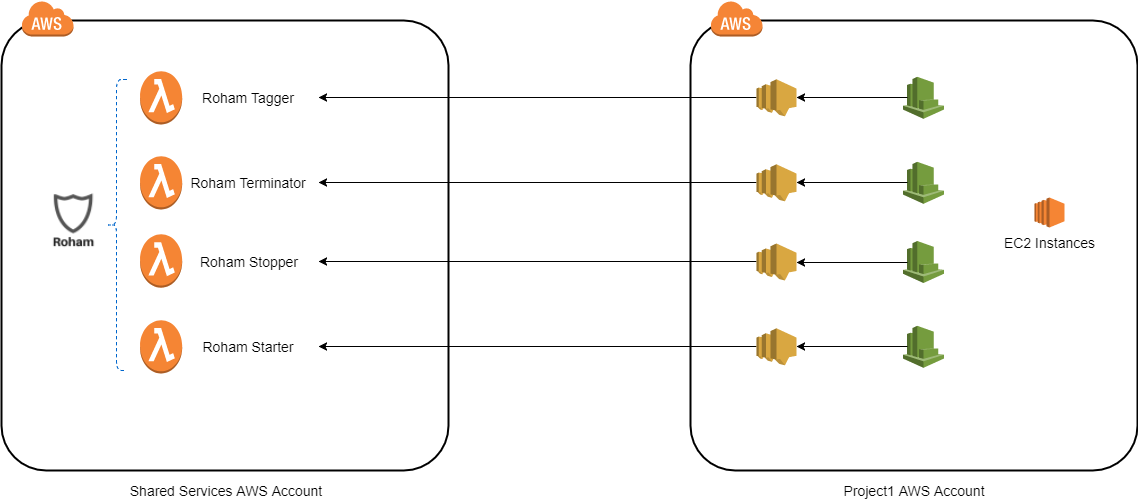 AWS
AWS
Roham Tagger
Roham Terminator
Roham
Roham Stopper
Roham Starter
EC2 Instances
Shared Services AWS Account
Project1 AWS Account